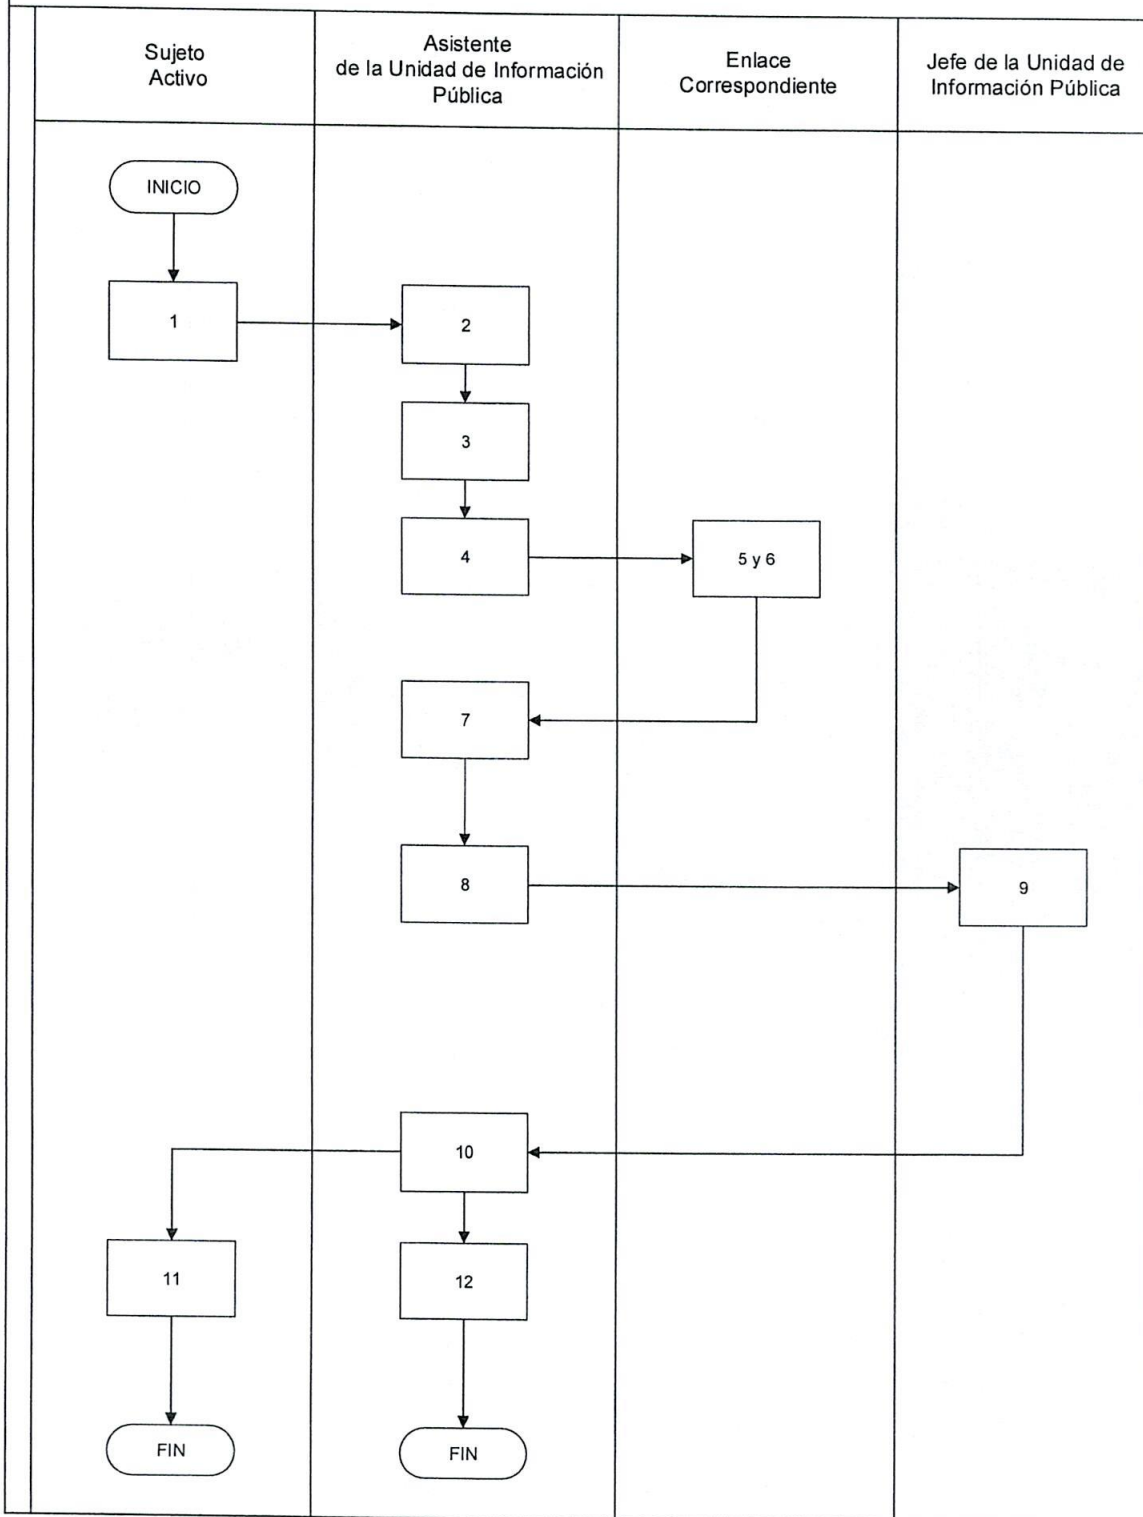 Sujeto
Activo
Asistente
de la Unidad de Información
Pública
Enlace
Correspondiente
Jefe de la Unidad de
Información Pública
INICIO
1
2
3
4
5 y 6
7
8
9
10
11
12
FIN
FIN